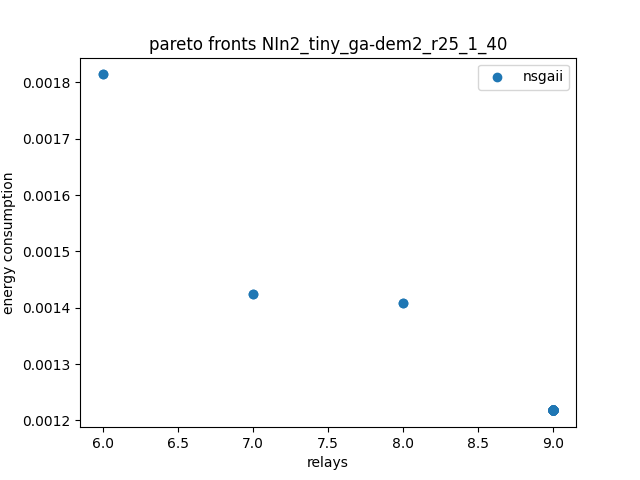 pareto fronts NIn2_tiny_ga-dem2_r25_1_40
nsgaii
energy consumption
0.0018
0.0017
0.0016
0.0015
0.0014
0.0013
0.0012
6.0 6.5 7.0 7.5 8.0 8.5 9.0
relays